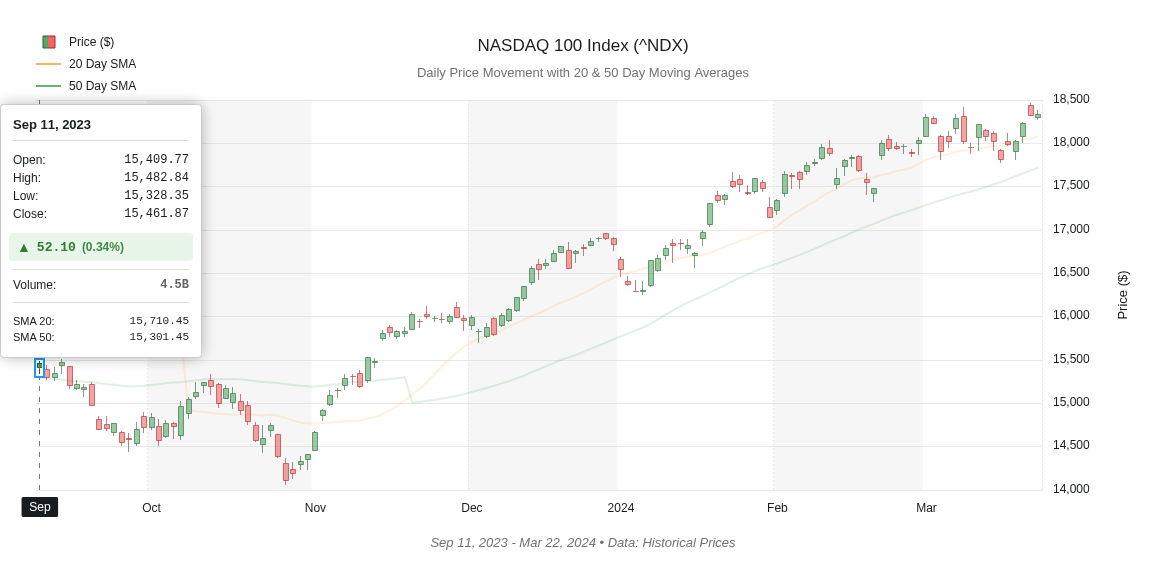 Price ($)
20 Day SMA
50 Day SMA
NASDAQ 100 Index (^NDX)
Daily Price Movement with 20 & 50 Day Moving Averages
Sep 11, 2023
Open: 15,409.77
High: 15,482.84
Low: 15,328.35
Close: 15,461.87
▲ 52.10 (0.34%)
Volume: 4.5B
SMA 20: 15,710.45
SMA 50: 15,301.45
18,500
18,000
17,500
17,000
16,500
16,000
15,500
15,000
14,500
14,000
Price ($)
Sep Oct Nov Dec 2024 Feb Mar
Sep 11, 2023 - Mar 22, 2024 • Data: Historical Prices